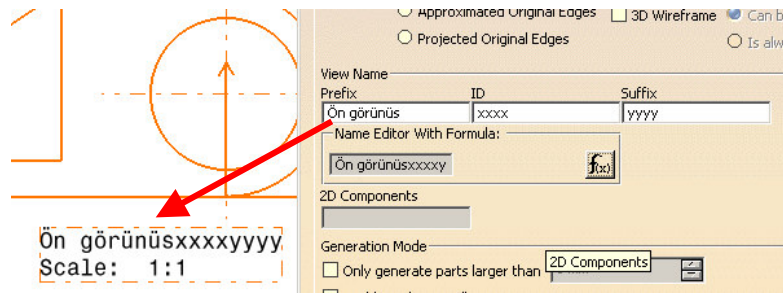 Approximated Original Edges 3D Wireframe Can b
Projected Original Edges Is alw
View Name
Prefix ID Suffix
Ön görünüs xxxx yyyy
Name Editor With Formula:
Ön görünüsxxxxy f(x)
2D Components
Ön görünüsxxxxyyyy
Scale: 1:1
Generation Mode
2D Components
Only generate parts larger than